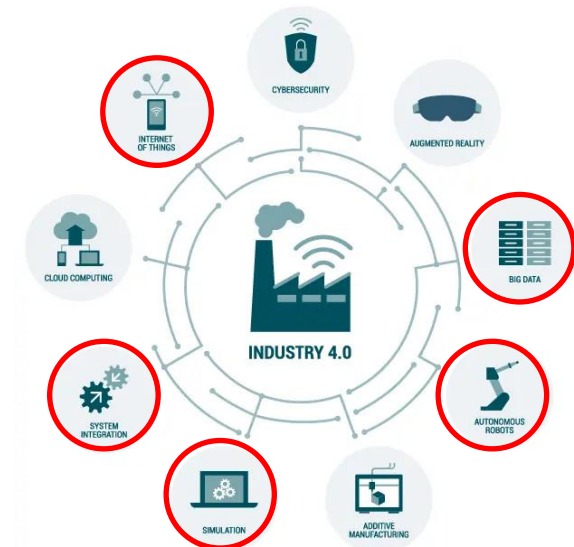 CYBERSECURITY
AUGMENTED REALITY
INTERNET
OF THINGS
BIG DATA
CLOUD COMPUTING
INDUSTRY 4.0
AUTONOMOUS
ROBOTS
SYSTEM
INTEGRATION
SIMULATION
ADDITIVE
MANUFACTURING